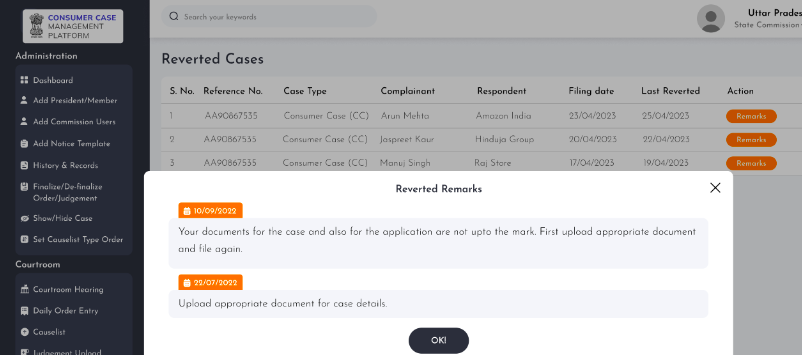 CONSUMER CASE
MANAGEMENT
PLATFORM
Search your keywords
Uttar Prades
State Commission
Administration
Dashboard
Add President/Member
Add Commission Users
Add Notice Template
History & Records
Finalize/De-finalize
Order/Judgement
Show/Hide Case
Set Causelist Type Order
Courtroom
Courtroom Hearing
Daily Order Entry
Causelist
Judgement Upload
Reverted Cases
S. No. Reference No. Case Type Complainant Respondent Filing date Last Reverted Action
1 AA90867535 Consumer Case (CC) Arun Mehta Amazon India 23/04/2023 25/04/2023 Remarks
2 AA90867535 Consumer Case (CC) Jaspreet Kaur Hinduja Group 20/04/2023 22/04/2023 Remarks
3 AA90867535 Consumer Case (CC) Manuj Singh Raj Store 17/04/2023 19/04/2023 Remarks
Reverted Remarks
10/09/2022
Your documents for the case and also for the application are not upto the mark. First upload appropriate document
and file again.
22/07/2022
Upload appropriate document for case details.
OK!